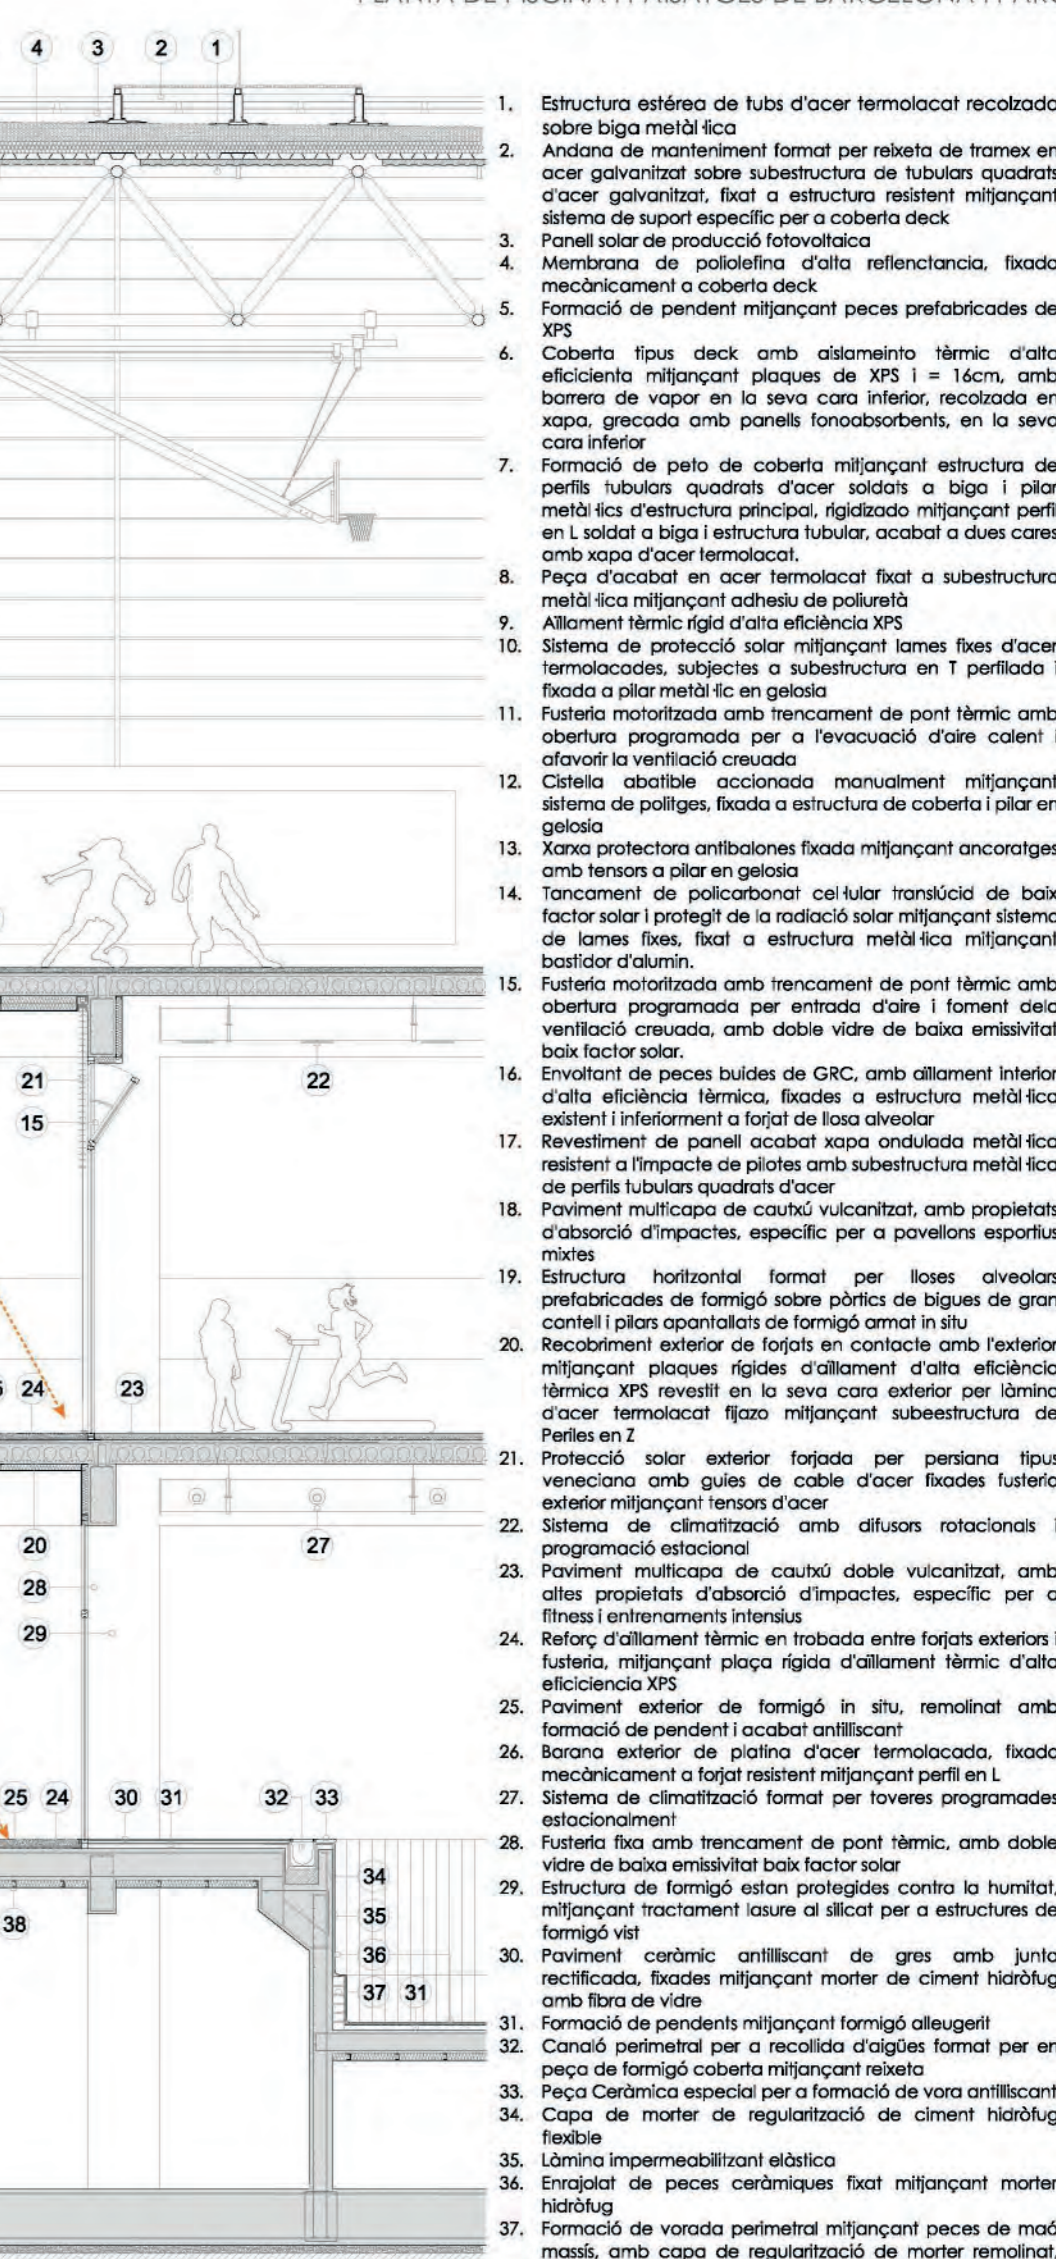 PLANTA DE PISCINA I PAISATGES DE BARCELONA I PARC
4 3 2 1
1. Estructura estérea de tubs d'acer termolacat recolzada
sobre biga metàl·lica
2. Andana de manteniment format per reixeta de tramex en
acer galvanitzat sobre subestructura de tubulars quadrats
d'acer galvanitzat, fixat a estructura resistent mitjançant
sistema de suport específic per a coberta deck
3. Panell solar de producció fotovoltaica
4. Membrana de poliolefina d'alta reflenctancia, fixada
mecànicament a coberta deck
5. Formació de pendent mitjançant peces prefabricades de
XPS
6. Coberta tipus deck amb aislameinto tèrmic d'alta
eficicienta mitjançant plaques de XPS i = 16cm, amb
barrera de vapor en la seva cara inferior, recolzada en
xapa, grecada amb panells fonoabsorbents, en la seva
cara inferior
7. Formació de peto de coberta mitjançant estructura de
perfils tubulars quadrats d'acer soldats a biga i pilar
metàl·lics d'estructura principal, rigidizado mitjançant perfil
en L soldat a biga i estructura tubular, acabat a dues cares
amb xapa d'acer termolacat.
8. Peça d'acabat en acer termolacat fixat a subestructura
metàl·lica mitjançant adhesiu de poliuretà
9. Aïllament tèrmic rígid d'alta eficiència XPS
10. Sistema de protecció solar mitjançant lames fixes d'acer
termolacades, subjectes a subestructura en T perfilada i
fixada a pilar metàl·lic en gelosia
11. Fusteria motoritzada amb trencament de pont tèrmic amb
obertura programada per a l'evacuació d'aire calent i
afavorir la ventilació creuada
12. Cistella abatible accionada manualment mitjançant
sistema de politges, fixada a estructura de coberta i pilar en
gelosia
13. Xarxa protectora antibalones fixada mitjançant ancoratges
amb tensors a pilar en gelosia
14. Tancament de policarbonat cel·lular translúcid de baix
factor solar i protegit de la radiació solar mitjançant sistema
de lames fixes, fixat a estructura metàl·lica mitjançant
bastidor d'alumin.
15. Fusteria motoritzada amb trencament de pont tèrmic amb
obertura programada per entrada d'aire i foment dela
ventilació creuada, amb doble vidre de baixa emissivitat
baix factor solar.
16. Envoltant de peces buides de GRC, amb aïllament interior
d'alta eficiència tèrmica, fixades a estructura metàl·lica
existent i inferiorment a forjat de llosa alveolar
17. Revestiment de panell acabat xapa ondulada metàl·lica
resistent a l'impacte de pilotes amb subestructura metàl·lica
de perfils tubulars quadrats d'acer
18. Paviment multicapa de cautxú vulcanitzat, amb propietats
d'absorció d'impactes, específic per a pavellons esportius
mixtes
19. Estructura horitzontal format per lloses alveolars
prefabricades de formigó sobre pòrtics de bigues de gran
cantell i pilars apantallats de formigó armat in situ
20. Recobriment exterior de forjats en contacte amb l'exterior
mitjançant plaques rígides d'aïllament d'alta eficiència
tèrmica XPS revestit en la seva cara exterior per làmina
d'acer termolacat fijazo mitjançant subeestructura de
Periles en Z
21. Protecció solar exterior forjada per persiana tipus
veneciana amb guies de cable d'acer fixades fusteria
exterior mitjançant tensors d'acer
22. Sistema de climatització amb difusors rotacionals i
programació estacional
23. Paviment multicapa de cautxú doble vulcanitzat, amb
altes propietats d'absorció d'impactes, específic per a
fitness i entrenaments intensius
24. Reforç d'aïllament tèrmic en trobada entre forjats exteriors i
fusteria, mitjançant plaça rígida d'aïllament tèrmic d'alta
eficiciencia XPS
25. Paviment exterior de formigó in situ, remolinat amb
formació de pendent i acabat antilliscant
26. Barana exterior de platina d'acer termolacada, fixada
mecànicament a forjat resistent mitjançant perfil en L
27. Sistema de climatització format per toveres programades
estacionalment
28. Fusteria fixa amb trencament de pont tèrmic, amb doble
vidre de baixa emissivitat baix factor solar
29. Estructura de formigó estan protegides contra la humitat,
mitjançant tractament lasure al silicat per a estructures de
formigó vist
30. Paviment ceràmic antilliscant de gres amb junta
rectificada, fixades mitjançant morter de ciment hidròfug
amb fibra de vidre
31. Formació de pendents mitjançant formigó alleugerit
32. Canaló perimetral per a recollida d'aigües format per en
peça de formigó coberta mitjançant reixeta
33. Peça Ceràmica especial per a formació de vora antilliscant
34. Capa de morter de regularització de ciment hidròfug
flexible
35. Làmina impermeabilitzant elàstica
36. Enrajolat de peces ceràmiques fixat mitjançant morter
hidròfug
37. Formació de vorada perimetral mitjançant peces de maó
massís, amb capa de regularització de morter remolinat,
21 22
15
24 23
20 27
28
29
25 24 30 31 32 33
34
38 35
36
37 31